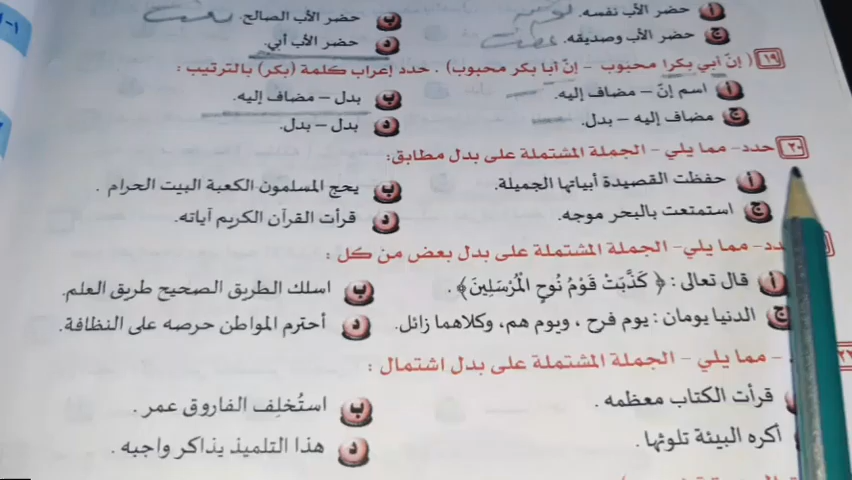 أ حضر الأب نفسه. ب حضر الأب الصالح.
ج حضر الأب وصديقه. د حضر الأب أبي.
١٩ ( إنّ أبي بكرا محبوب - إنّ أبا بكر محبوب ) . حدد إعراب كلمة (بكر) بالترتيب :
أ اسم إنّ – مضاف إليه. ب بدل – مضاف إليه.
ج مضاف إليه – بدل. د بدل – بدل.
٢٠ حدد- مما يلي - الجملة المشتملة على بدل مطابق:
أ حفظت القصيدة أبياتها الجميلة. ب يحج المسلمون الكعبة البيت الحرام .
ج استمتعت بالبحر موجه. د قرأت القرآن الكريم آياته.
مما يلي- الجملة المشتملة على بدل بعض من كل :
أ قال تعالى : ﴿ كَذَّبَتْ قَوْمُ نُوحٍ الْمُرْسَلِينَ﴾ . ب اسلك الطريق الصحيح طريق العلم.
ج الدنيا يومان : يوم فرح ، ويوم هم، وكلاهما زائل. د أحترم المواطن حرصه على النظافة.
- مما يلي - الجملة المشتملة على بدل اشتمال :
قرأت الكتاب معظمه . ب استُخلِف الفاروق عمر .
أكره البيئة تلوثها . د هذا التلميذ يذاكر واجبه .